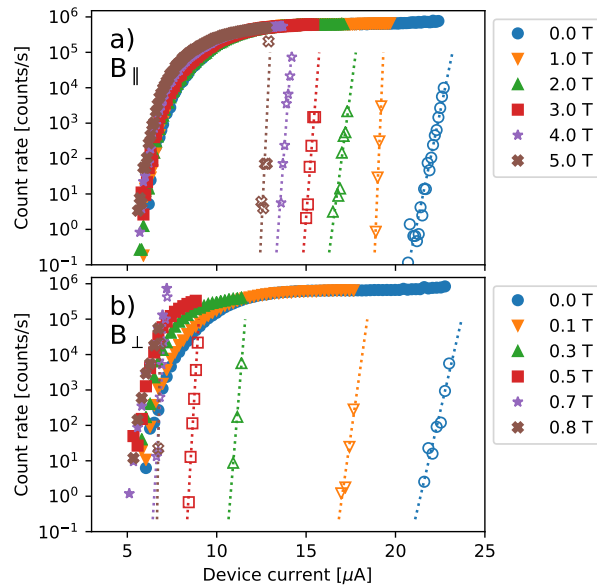 a)
B∥
Count rate [counts/s]
10⁶
10⁵
10⁴
10³
10²
10¹
10⁰
10⁻¹
0.0 T
1.0 T
2.0 T
3.0 T
4.0 T
5.0 T
b)
B⊥
Count rate [counts/s]
10⁶
10⁵
10⁴
10³
10²
10¹
10⁰
10⁻¹
0.0 T
0.1 T
0.3 T
0.5 T
0.7 T
0.8 T
5 10 15 20 25
Device current [μA]